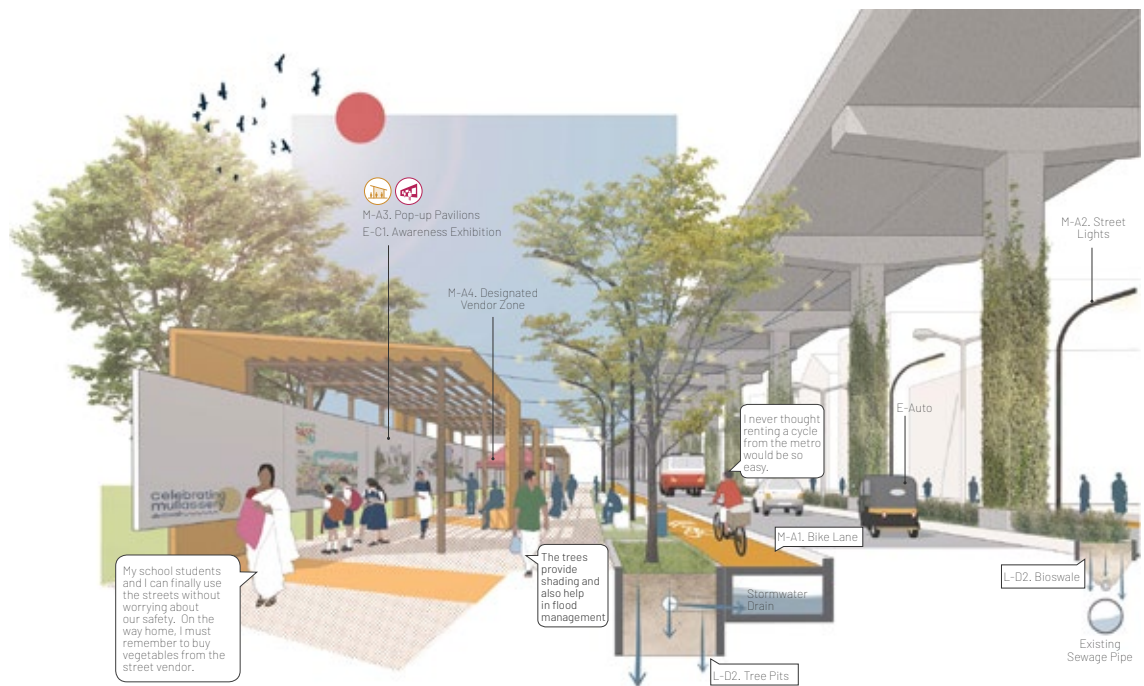 M-A3. Pop-up Pavilions
E-C1. Awareness Exhibition
M-A4. Designated
Vendor Zone
M-A2. Street
Lights
E-Auto
I never thought
renting a cycle
from the metro
would be so
easy.
celebrating
mullassery
M-A1. Bike Lane
My school students
and I can finally use
the streets without
worrying about
our safety. On the
way home, I must
remember to buy
vegetables from the
street vendor.
The trees
provide
shading and
also help
in flood
management
Stormwater
Drain
L-D2. Bioswale
L-D2. Tree Pits
Existing
Sewage Pipe